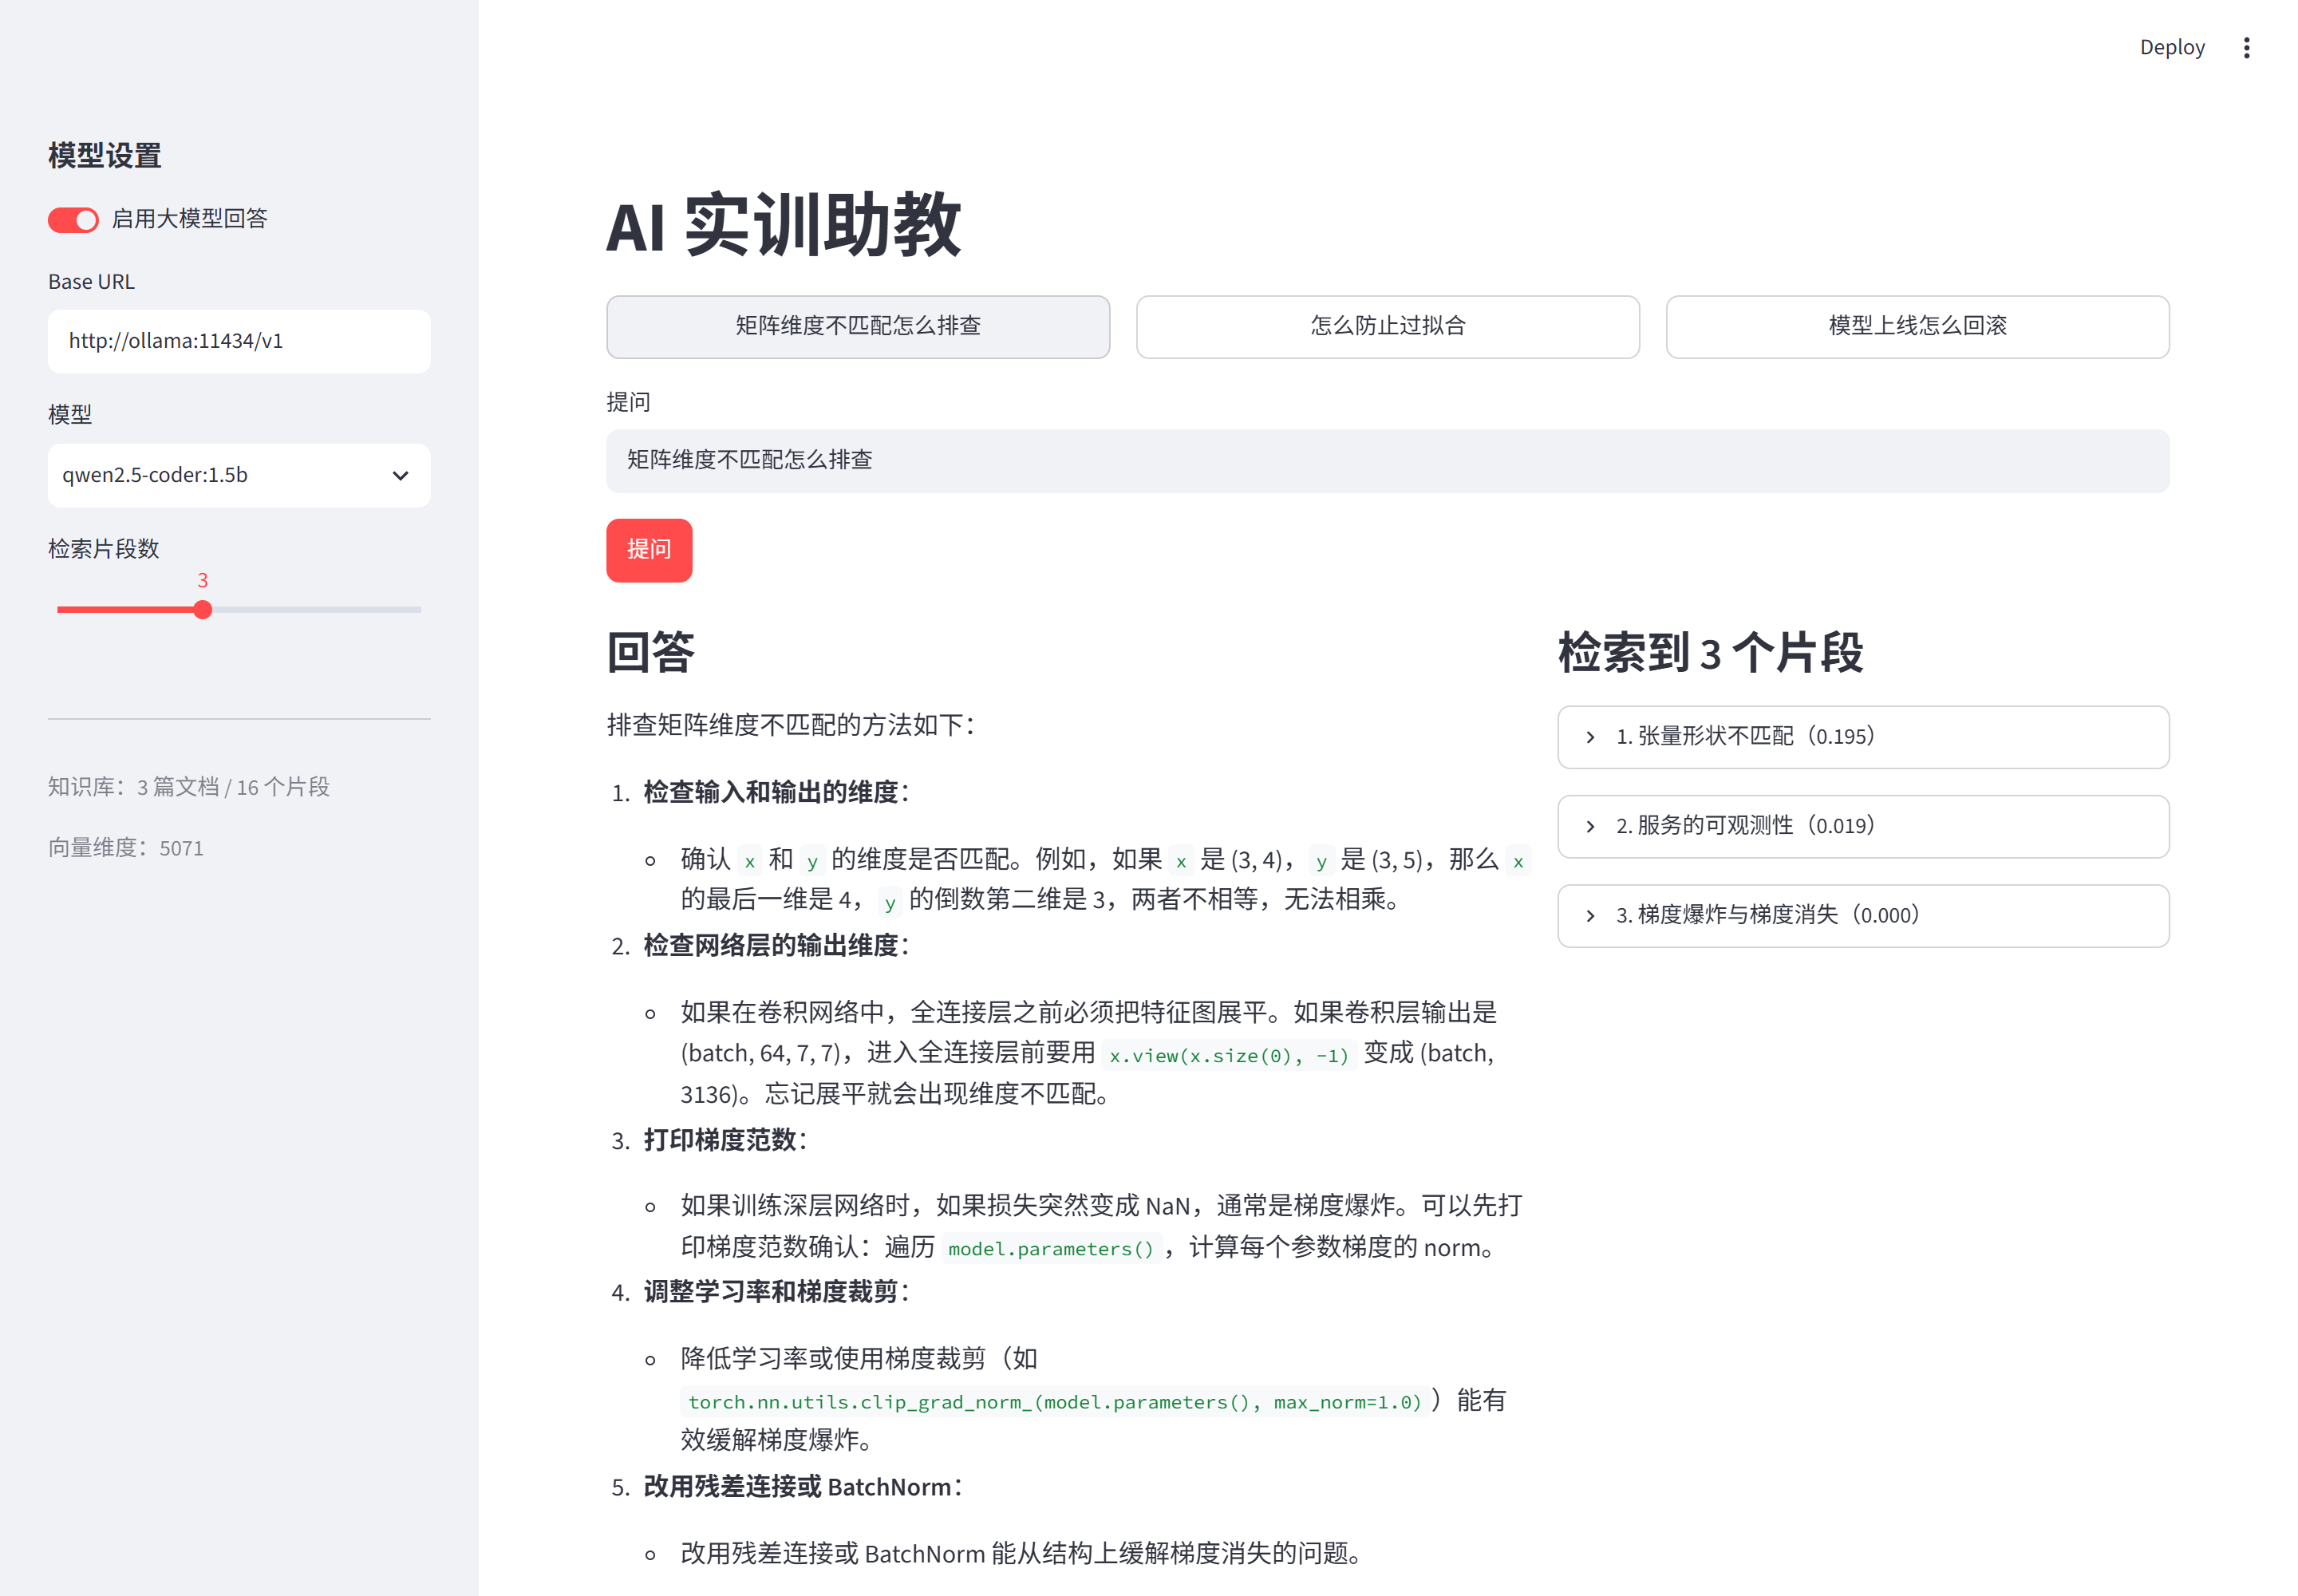 Deploy
模型设置
启用大模型回答
Base URL
http://ollama:11434/v1
模型
qwen2.5-coder:1.5b
检索片段数
3
知识库：3 篇文档 / 16 个片段
向量维度：5071
AI 实训助教
矩阵维度不匹配怎么排查
怎么防止过拟合
模型上线怎么回滚
提问
矩阵维度不匹配怎么排查
提问
回答
排查矩阵维度不匹配的方法如下：
1. 检查输入和输出的维度：
确认 x 和 y 的维度是否匹配。例如，如果 x 是 (3, 4)，y 是 (3, 5)，那么 x
的最后一维是 4，y 的倒数第二维是 3，两者不相等，无法相乘。
2. 检查网络层的输出维度：
如果在卷积网络中，全连接层之前必须把特征图展平。如果卷积层输出是
(batch, 64, 7, 7)，进入全连接层前要用 x.view(x.size(0), -1) 变成 (batch,
3136)。忘记展平就会出现维度不匹配。
3. 打印梯度范数：
如果训练深层网络时，如果损失突然变成 NaN，通常是梯度爆炸。可以先打
印梯度范数确认：遍历 model.parameters()，计算每个参数梯度的 norm。
4. 调整学习率和梯度裁剪：
降低学习率或使用梯度裁剪（如
torch.nn.utils.clip_grad_norm_(model.parameters(), max_norm=1.0)）能有
效缓解梯度爆炸。
5. 改用残差连接或 BatchNorm：
改用残差连接或 BatchNorm 能从结构上缓解梯度消失的问题。
检索到 3 个片段
1. 张量形状不匹配（0.195）
2. 服务的可观测性（0.019）
3. 梯度爆炸与梯度消失（0.000）